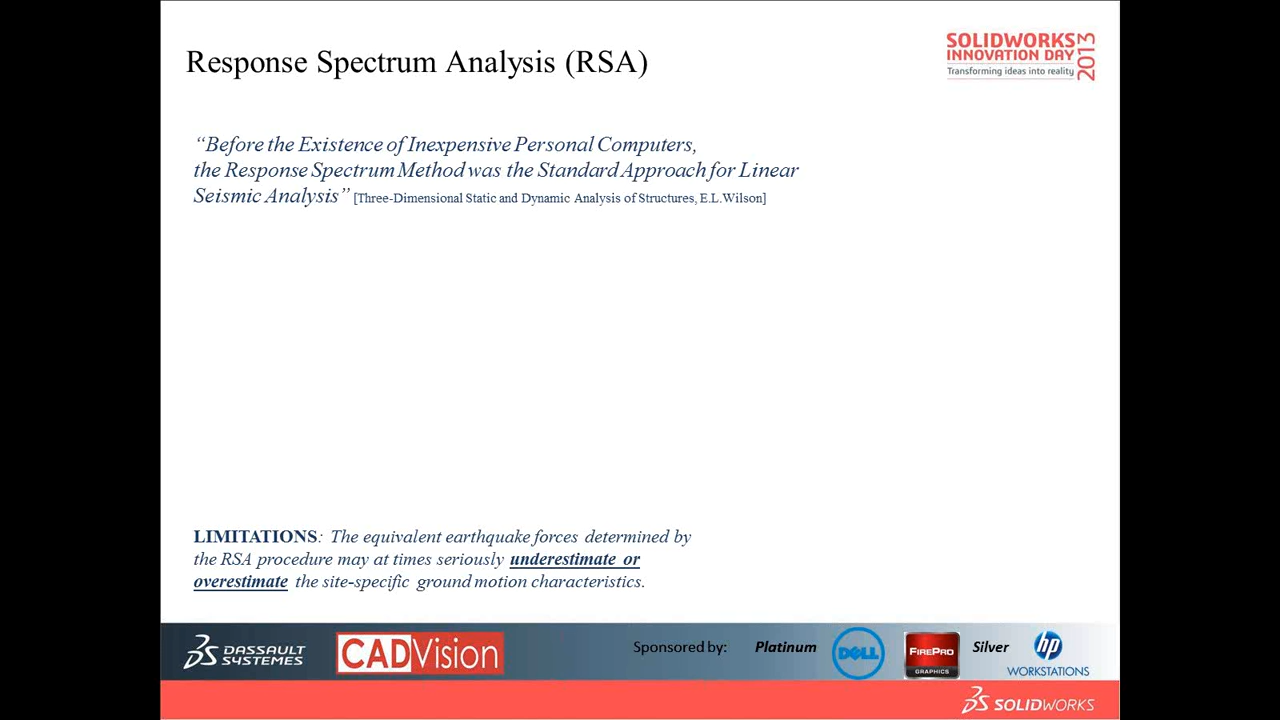 Response Spectrum Analysis (RSA)
SOLIDWORKS
INNOVATION DAY
Transforming ideas into reality
2013
“Before the Existence of Inexpensive Personal Computers,
the Response Spectrum Method was the Standard Approach for Linear
Seismic Analysis” [Three-Dimensional Static and Dynamic Analysis of Structures, E.L.Wilson]
LIMITATIONS: The equivalent earthquake forces determined by
the RSA procedure may at times seriously underestimate or
overestimate the site-specific ground motion characteristics.
DASSAULT
SYSTEMES
CADVision
Sponsored by:
Platinum
DELL
FIREPRO
GRAPHICS
Silver
hp
WORKSTATIONS
SOLIDWORKS